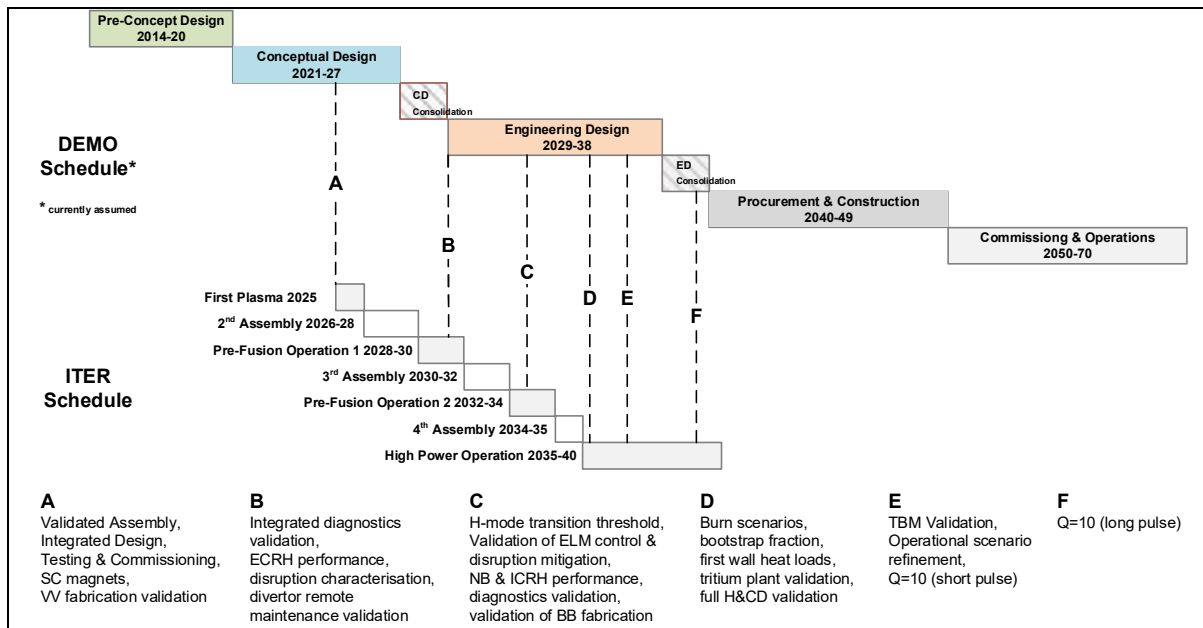 Pre-Concept Design
2014-20
Conceptual Design
2021-27
CD
Consolidation
Engineering Design
2029-38
DEMO
Schedule*
* currently assumed
ED
Consolidation
Procurement & Construction
2040-49
Commissiong & Operations
2050-70
A
B
C
D
E
F
First Plasma 2025
2nd Assembly 2026-28
Pre-Fusion Operation 1 2028-30
3rd Assembly 2030-32
ITER
Schedule
Pre-Fusion Operation 2 2032-34
4th Assembly 2034-35
High Power Operation 2035-40
A
Validated Assembly,
Integrated Design,
Testing & Commissioning,
SC magnets,
VV fabrication validation
B
Integrated diagnostics
validation,
ECRH performance,
disruption characterisation,
divertor remote
maintenance validation
C
H-mode transition threshold,
Validation of ELM control &
disruption mitigation,
NB & ICRH performance,
diagnostics validation,
validation of BB fabrication
D
Burn scenarios,
bootstrap fraction,
first wall heat loads,
tritium plant validation,
full H&CD validation
E
TBM Validation,
Operational scenario
refinement,
Q=10 (short pulse)
F
Q=10 (long pulse)